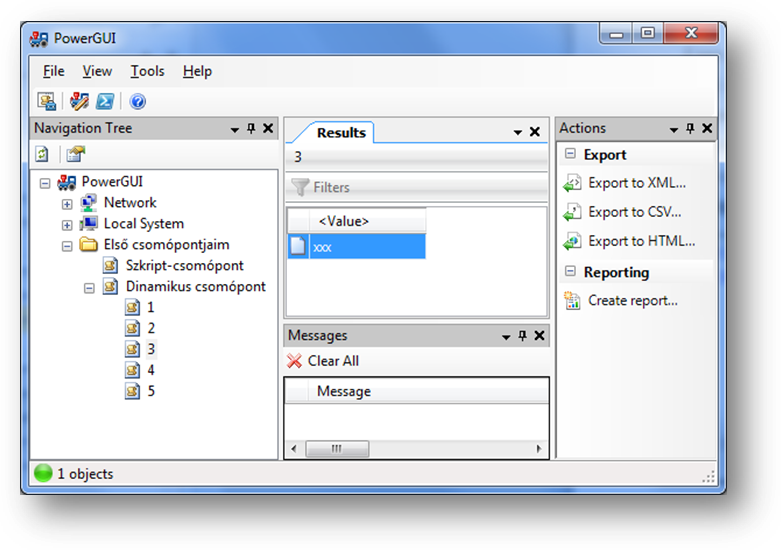 PowerGUI
File View Tools Help
Navigation Tree
PowerGUI
Network
Local System
Első csomópontjaim
Szkript-csomópont
Dinamikus csomópont
1
2
3
4
5
Results
3
Filters
<Value>
xxx
Messages
Clear All
Message
Actions
Export
Export to XML...
Export to CSV...
Export to HTML...
Reporting
Create report...
1 objects